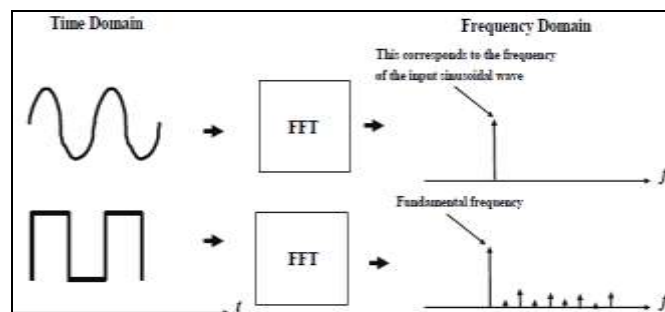 Time Domain
Frequency Domain
This corresponds to the frequency
of the input sinusoidal wave
FFT
f
Fundamental frequency
FFT
t
f